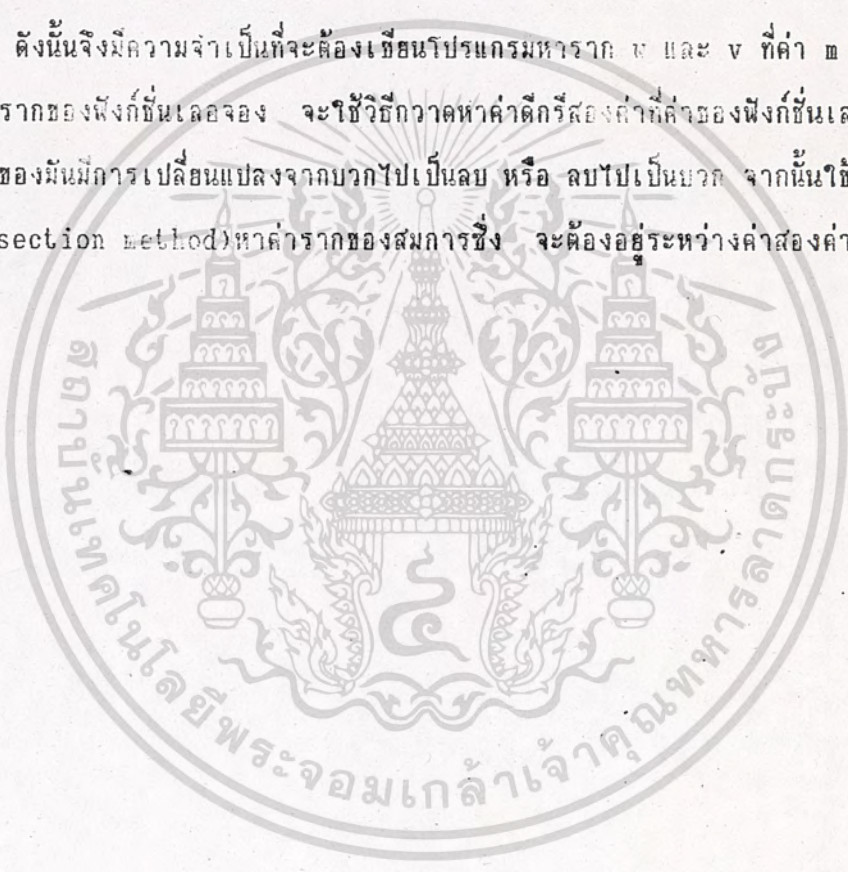 ดังนั้นจึงมีความจำเป็นที่จะต้องเขียนโปรแกรมหาราก และ v ที่ค่า m
รากของฟังก์ชั่นเลอจอง จะใช้วิธีกวาดหาค่าดีกรีสองค่าที่ค่าของฟังก์ชั่นเล
ของมันมีการเปลี่ยนแปลงจากบวกไปเป็นลบ หรือ ลบไปเป็นบวก จากนั้นใช้
section method)หาค่ารากของสมการซึ่ง จะต้องอยู่ระหว่างค่าสองค่า
สถาบันเทคโนโลยีพระจอมเกล้าเจ้าคุณทหารลาดกระบัง